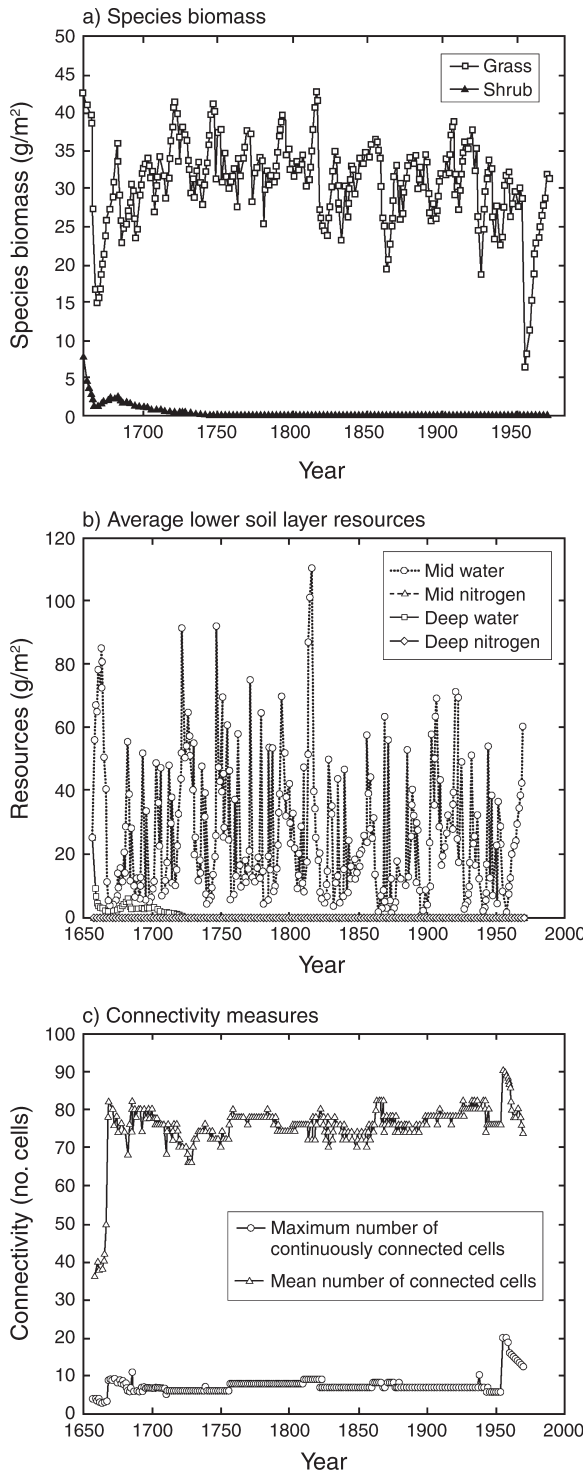 a) Species biomass
50
45
40
35
30
25
20
15
10
5
0
Species biomass (g/m²)
Grass
Shrub
1700 1750 1800 1850 1900 1950
Year
b) Average lower soil layer resources
120
100
80
60
40
20
0
Resources (g/m²)
Mid water
Mid nitrogen
Deep water
Deep nitrogen
1650 1700 1750 1800 1850 1900 1950 2000
Year
c) Connectivity measures
100
90
80
70
60
50
40
30
20
10
0
Connectivity (no. cells)
Maximum number of
continuously connected cells
Mean number of connected cells
1650 1700 1750 1800 1850 1900 1950 2000
Year